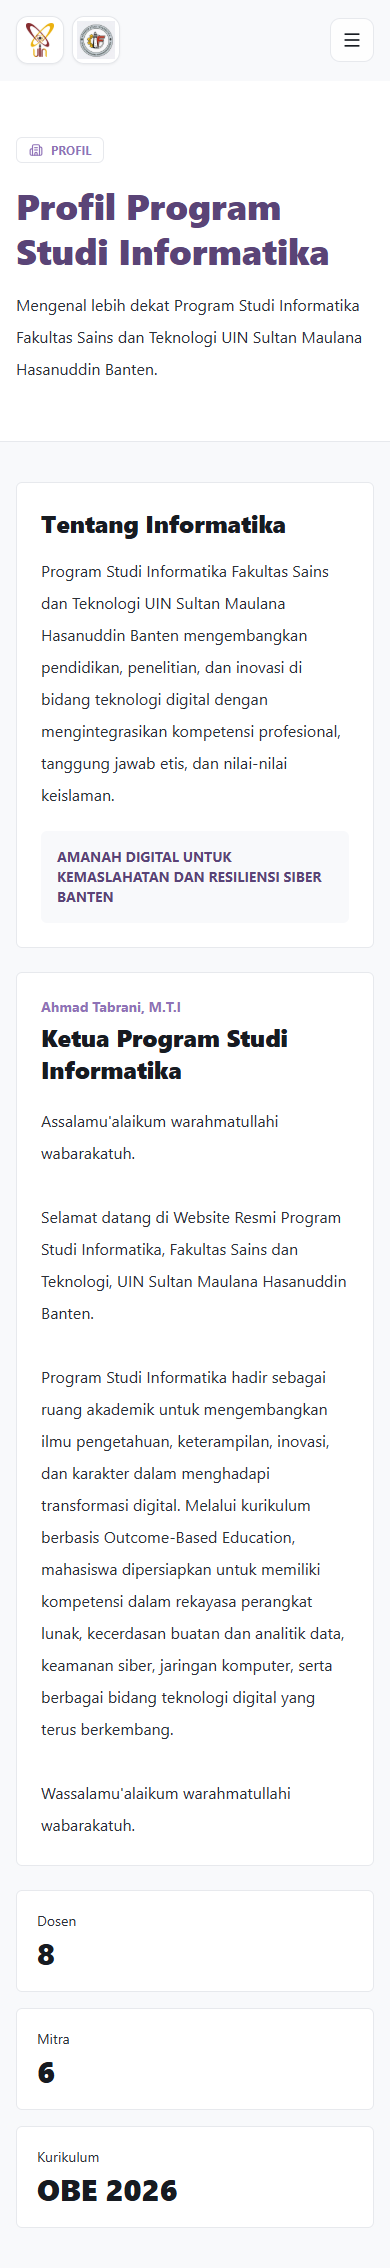 uin
PROFIL
Profil Program
Studi Informatika
Mengenal lebih dekat Program Studi Informatika
Fakultas Sains dan Teknologi UIN Sultan Maulana
Hasanuddin Banten.
Tentang Informatika
Program Studi Informatika Fakultas Sains
dan Teknologi UIN Sultan Maulana
Hasanuddin Banten mengembangkan
pendidikan, penelitian, dan inovasi di
bidang teknologi digital dengan
mengintegrasikan kompetensi profesional,
tanggung jawab etis, dan nilai-nilai
keislaman.
AMANAH DIGITAL UNTUK
KEMASLAHATAN DAN RESILIENSI SIBER
BANTEN
Ahmad Tabrani, M.T.I
Ketua Program Studi
Informatika
Assalamu'alaikum warahmatullahi
wabarakatuh.
Selamat datang di Website Resmi Program
Studi Informatika, Fakultas Sains dan
Teknologi, UIN Sultan Maulana Hasanuddin
Banten.
Program Studi Informatika hadir sebagai
ruang akademik untuk mengembangkan
ilmu pengetahuan, keterampilan, inovasi,
dan karakter dalam menghadapi
transformasi digital. Melalui kurikulum
berbasis Outcome-Based Education,
mahasiswa dipersiapkan untuk memiliki
kompetensi dalam rekayasa perangkat
lunak, kecerdasan buatan dan analitik data,
keamanan siber, jaringan komputer, serta
berbagai bidang teknologi digital yang
terus berkembang.
Wassalamu'alaikum warahmatullahi
wabarakatuh.
Dosen
8
Mitra
6
Kurikulum
OBE 2026